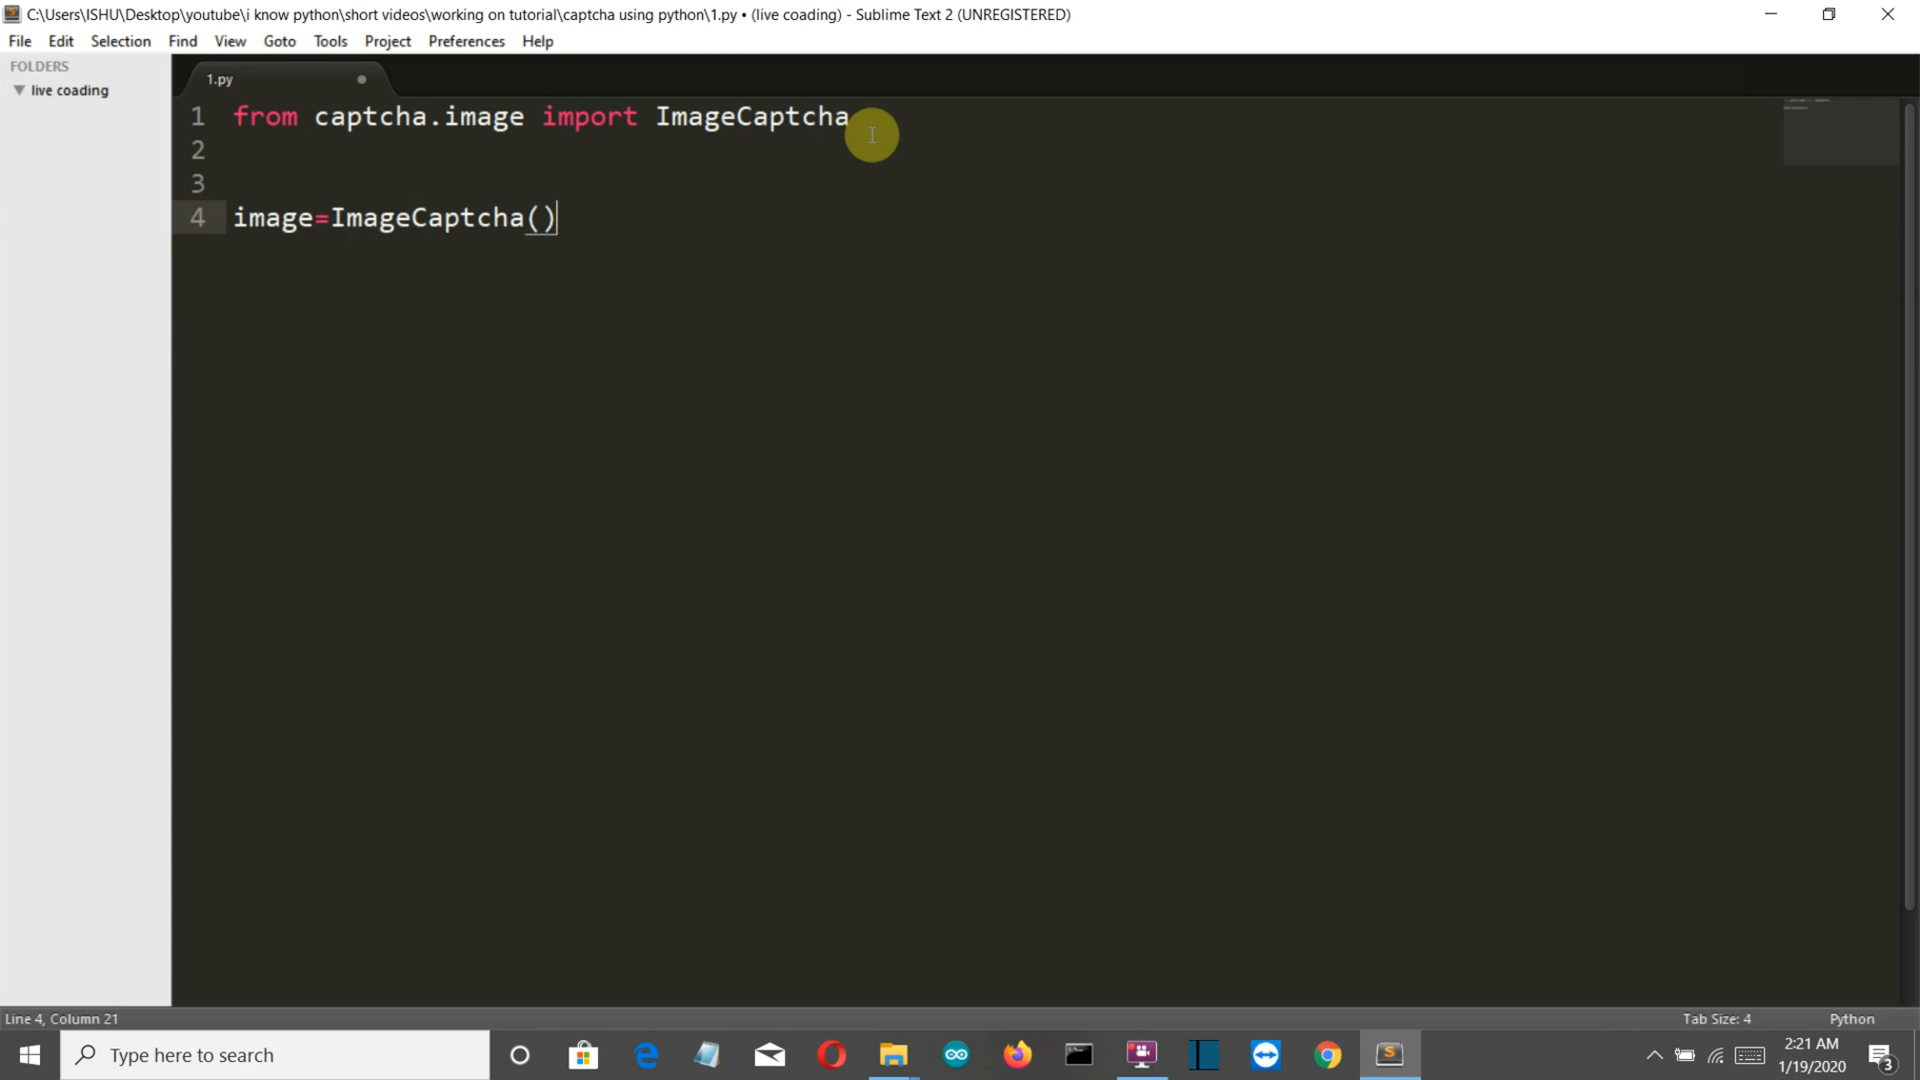 C:\Users\ISHU\Desktop\youtube\i know python\short videos\working on tutorial\captcha using python\1.py • (live coading) - Sublime Text 2 (UNREGISTERED)
File Edit Selection Find View Goto Tools Project Preferences Help
FOLDERS
live coading
1.py
1 from captcha.image import ImageCaptcha
2
3
4 image=ImageCaptcha()
Line 4, Column 21
Tab Size: 4
Python
Type here to search
2:21 AM
1/19/2020
3